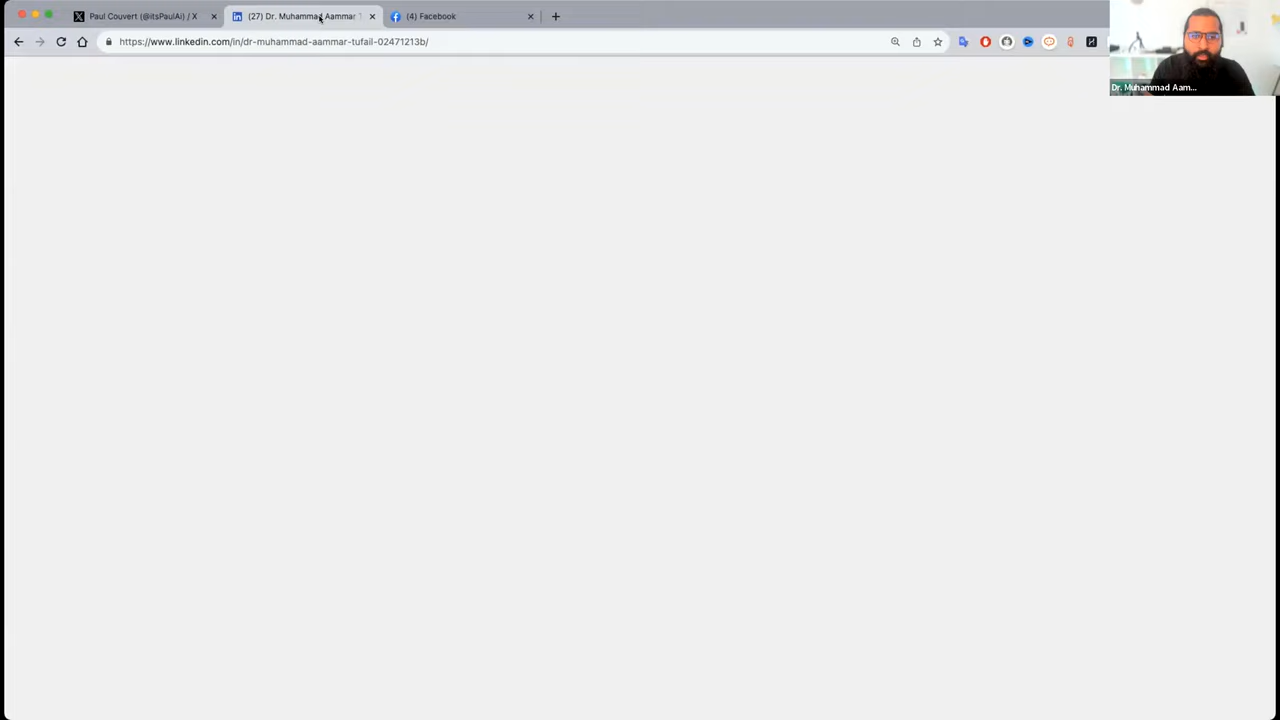 Paul Couvert (@itsPaulAi) / X
(27) Dr. Muhammad Aammar T
(4) Facebook
https://www.linkedin.com/in/dr-muhammad-aammar-tufail-02471213b/
Dr. Muhammad Aam...